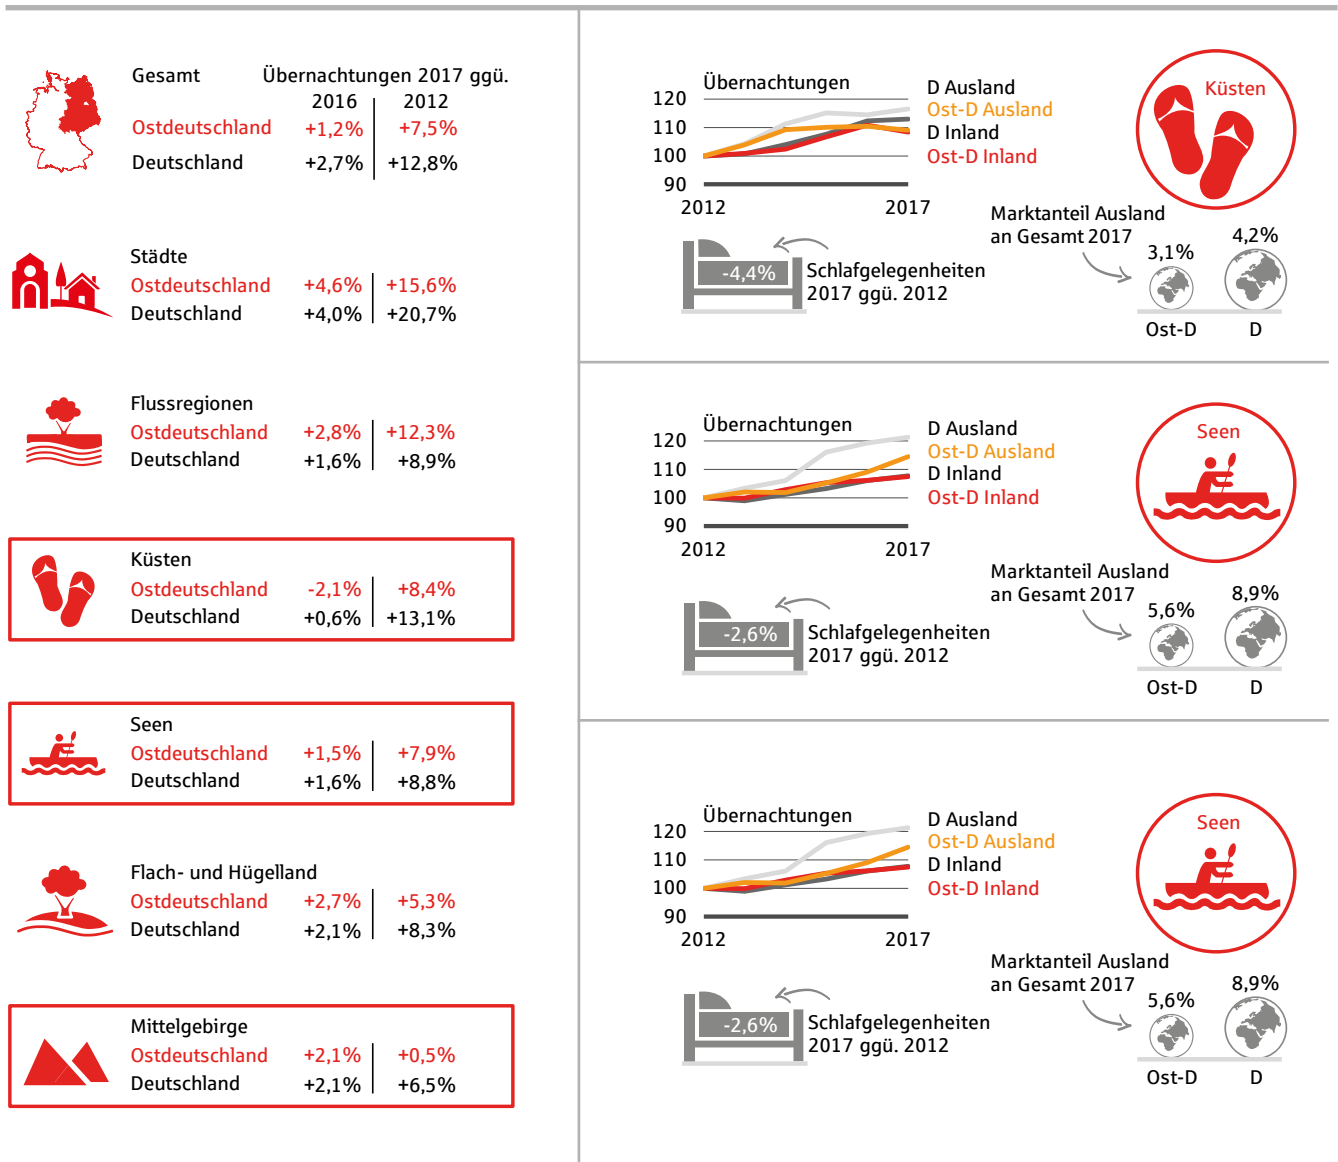 Gesamt Übernachtungen 2017 ggü.
2016 2012
Ostdeutschland +1,2% +7,5%
Deutschland +2,7% +12,8%
Städte
Ostdeutschland +4,6% +15,6%
Deutschland +4,0% +20,7%
Flussregionen
Ostdeutschland +2,8% +12,3%
Deutschland +1,6% +8,9%
Küsten
Ostdeutschland -2,1% +8,4%
Deutschland +0,6% +13,1%
Seen
Ostdeutschland +1,5% +7,9%
Deutschland +1,6% +8,8%
Flach- und Hügelland
Ostdeutschland +2,7% +5,3%
Deutschland +2,1% +8,3%
Mittelgebirge
Ostdeutschland +2,1% +0,5%
Deutschland +2,1% +6,5%
Übernachtungen
120
110
100
90
2012 2017
D Ausland
Ost-D Ausland
D Inland
Ost-D Inland
Küsten
-4,4%
Schlafgelegenheiten
2017 ggü. 2012
Marktanteil Ausland
an Gesamt 2017
3,1% 4,2%
Ost-D D
Übernachtungen
120
110
100
90
2012 2017
D Ausland
Ost-D Ausland
D Inland
Ost-D Inland
Seen
-2,6%
Schlafgelegenheiten
2017 ggü. 2012
Marktanteil Ausland
an Gesamt 2017
5,6% 8,9%
Ost-D D
Übernachtungen
120
110
100
90
2012 2017
D Ausland
Ost-D Ausland
D Inland
Ost-D Inland
Seen
-2,6%
Schlafgelegenheiten
2017 ggü. 2012
Marktanteil Ausland
an Gesamt 2017
5,6% 8,9%
Ost-D D